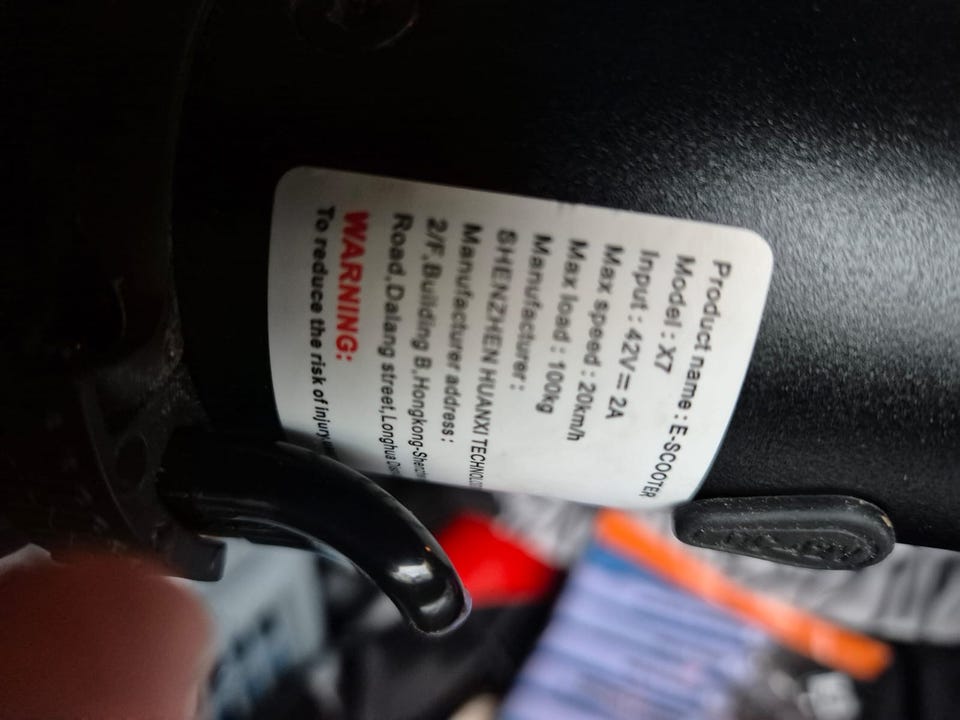 Product name : E-SCOOTER
Model : X7
Input : 42V⎓2A
Max speed : 20km/h
Max load : 100kg
Manufacturer :
SHENZHEN HUANXI
Manufacturer address :
2/F,Building B,Hongkong-
Road,Dalang street,Longhua
WARNING:
To reduce the risk of injury